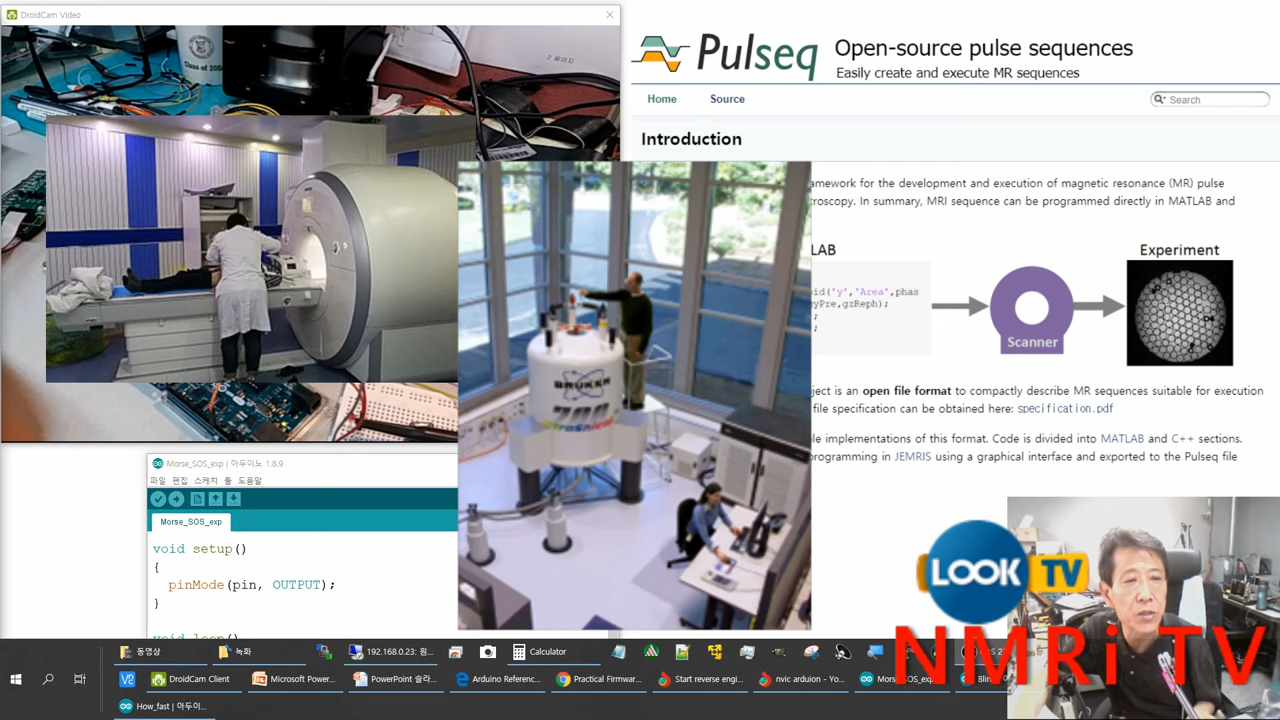 DroidCam Video
Class of 200
Pulseq
Open-source pulse sequences
Easily create and execute MR sequences
Home Source
Search
Introduction
amework for the development and execution of magnetic resonance (MR) pulse
troscopy. In summary, MRI sequence can be programmed directly in MATLAB and
LAB
Experiment
id('y','Area',phas
yPre,gzReph);
;
;
Scanner
ject is an open file format to compactly describe MR sequences suitable for execution
file specification can be obtained here: specification.pdf
le implementations of this format. Code is divided into MATLAB and C++ sections.
programming in JEMRIS using a graphical interface and exported to the Pulseq file
BRUKER
700
UltraShield
Morse_SOS_exp | 아두이노 1.8.9
파일 편집 스케치 툴 도움말
Morse_SOS_exp
void setup()
{
pinMode(pin, OUTPUT);
}
void loop()
LOOK TV
NMRi TV
동영상
녹화
192.168.0.23: 원...
Calculator
DroidCam Client
Microsoft Powe...
PowerPoint 슬라...
Arduino Referenc...
Practical Firmwar...
Start reverse engi...
nvic arduion - Yo...
Morse_SOS_exp
How_fast | 아두이...